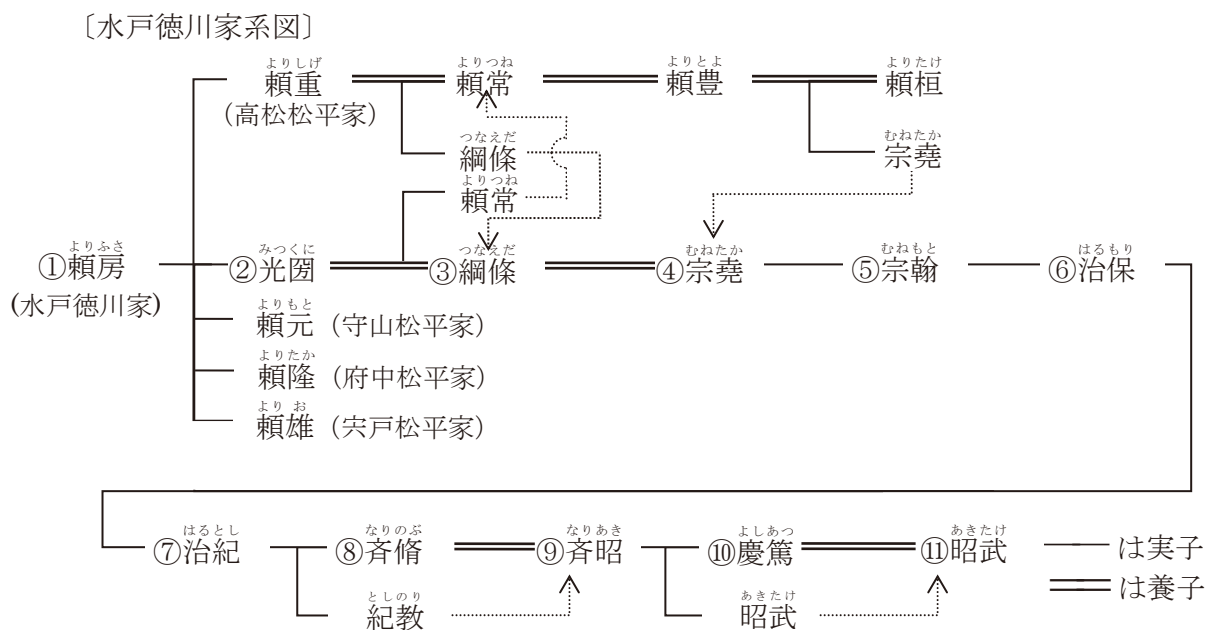 〔水戸徳川家系図〕
よりしげ よりつね よりとよ よりたけ
頼重 頼常 頼豊 頼桓
(高松松平家)
つなえだ むねたか
綱條 宗堯
よりつね
頼常
よりふさ みつくに つなえだ むねたか むねもと はるもり
①頼房 ②光圀 ③綱條 ④宗堯 ⑤宗翰 ⑥治保
(水戸徳川家)
よりもと
頼元 (守山松平家)
よりたか
頼隆 (府中松平家)
よりお
頼雄 (宍戸松平家)
はるとし なりのぶ なりあき よしあつ あきたけ
⑦治紀 ⑧斉脩 ⑨斉昭 ⑩慶篤 ⑪昭武 は実子
は養子
としのり あきたけ
紀教 昭武